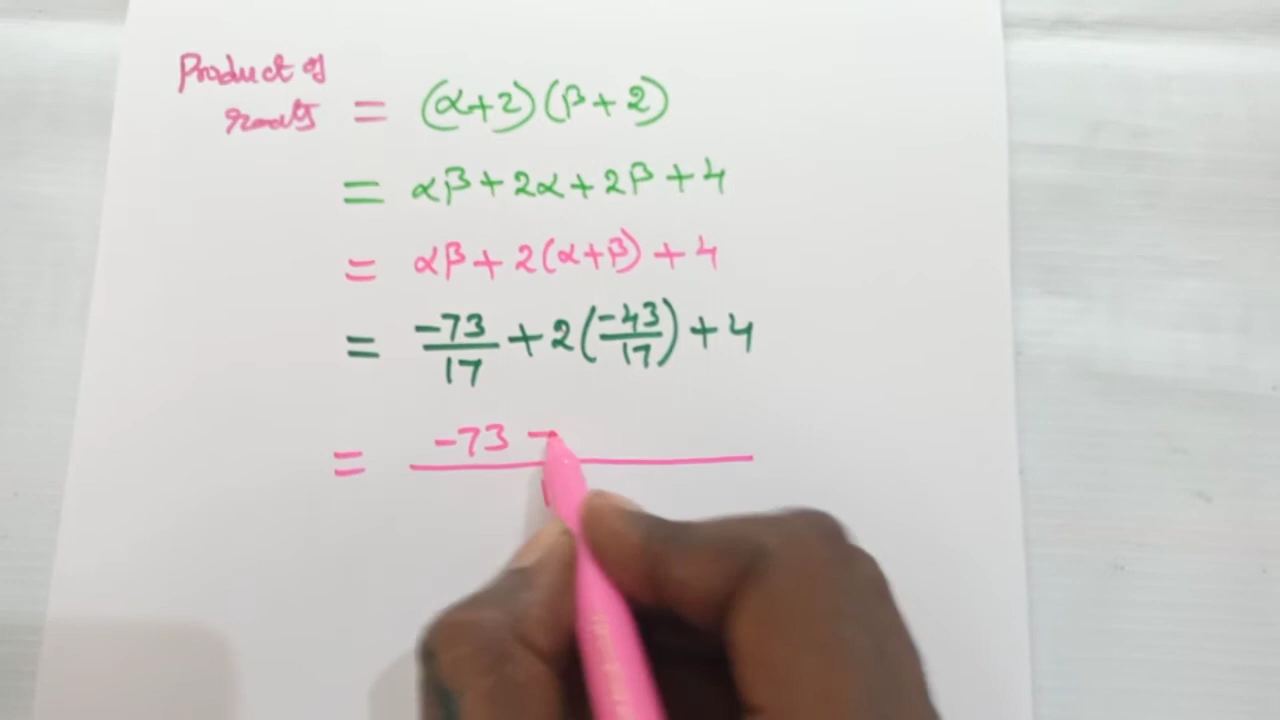 Product of
roots = (α+2)(β+2)
= αβ+2α+2β+4
= αβ+2(α+β)+4
= -73/17 +2(-43/17)+4
= -73 -